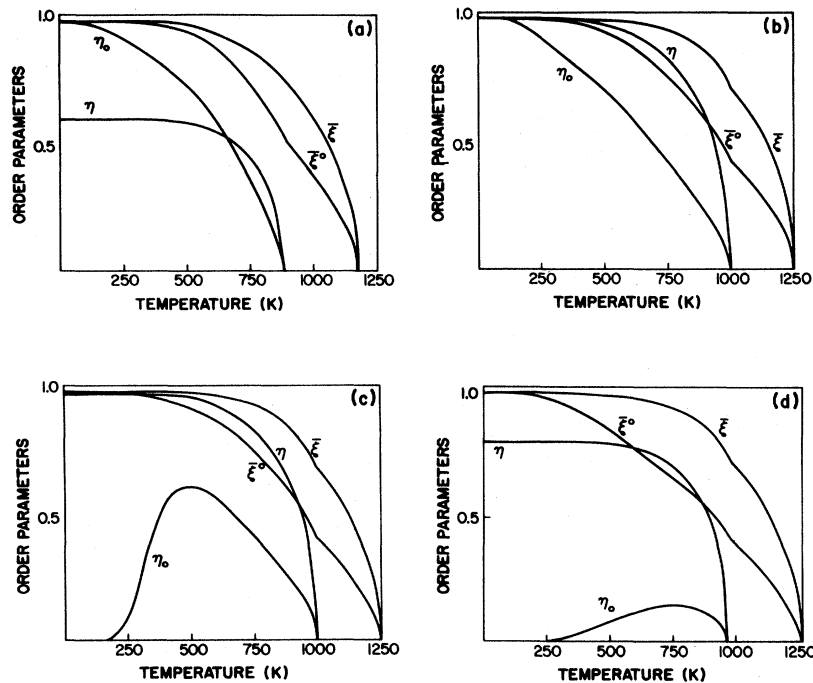 1.0
(a)
η₀
η
0.5
ξ̄
ξ̄°
ORDER PARAMETERS
250 500 750 1000 1250
TEMPERATURE (K)
1.0
(b)
η
η₀
0.5
ξ̄°
ξ̄
ORDER PARAMETERS
250 500 750 1000 1250
TEMPERATURE (K)
1.0
(c)
ξ̄
η
ξ̄°
0.5
η₀
ORDER PARAMETERS
250 500 750 1000 1250
TEMPERATURE (K)
1.0
(d)
ξ̄°
ξ̄
η
0.5
η₀
ORDER PARAMETERS
250 500 750 1000 1250
TEMPERATURE (K)